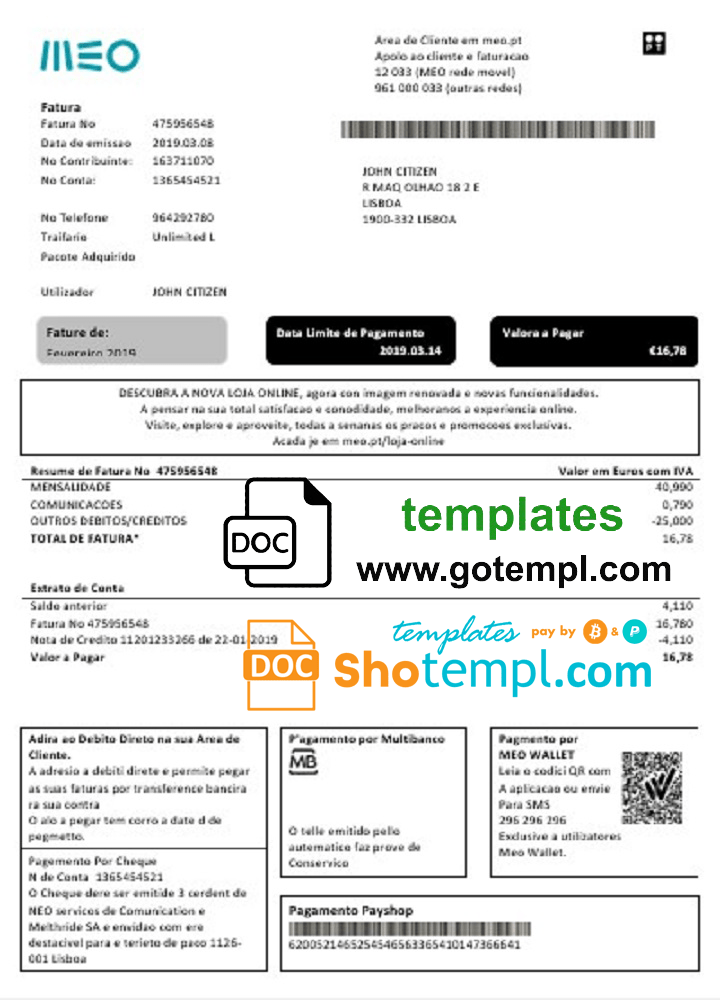 MEO
Area de Cliente em meo.pt
Apoio ao cliente e faturacao
12 033 (MEO rede movel)
961 000 033 (outras redes)
PT
Fatura
Fatura No 475956548
Data de emissao 2019.03.08
No Contribuinte: 163711070
No Conta: 1365454521
JOHN CITIZEN
R MAQ OLHAO 18 2 E
LISBOA
1900-332 LISBOA
No Telefone 964292780
Traifario Unlimited L
Pacote Adquirido
Utilizador JOHN CITIZEN
Fature de:
Fevereiro 2019
Data Limite de Pagamento
2019.03.14
Valora a Pagar
€16,78
DESCUBRA A NOVA LOJA ONLINE, agora con imagem renovada e novas funcionalidades.
A pensar na sua total satisfacao e conodidade, melhoranos a experiencia online.
Visite, explore e aproveite, todas a senanas os pracos e promocoes exclusivas.
Acada je em meo.pt/loja-online
Resume de Fatura No 475956548 Valor em Euros com IVA
MENSALIDADE 40,990
COMUNICACOES 0,790
OUTROS DEBITOS/CREDITOS -25,000
TOTAL DE FATURA* 16,78
DOC
templates
www.gotempl.com
Extrato de Conta
Saldo anterior 4,110
Fatura No 475956548 16,780
Nota de Credito 11201233266 de 22-01-2019 -4,110
Valor a Pagar 16,78
templates pay by B & P
DOC
Shotempl.com
Adira ao Debito Direto na sua Area de
Cliente.
A adresio a debiti direte e permite pegar
as suas faturas por transference bancira
ra sua contra
O alo a pegar tem corro a date d de
pegmetto.
Pagemento Por Cheque
N de Conta 1365454521
O Cheque dere ser emitide 3 cerdent de
NEO servicos de Comunication e
Melthride SA e envidao com ere
destacivel para e terieto de paco 1126-
001 Lisboa
P'agamento por Multibanco
MB
O telle emitido pello
automatice faz prove de
Conservico
Pagmento por
MEO WALLET
Leia o codici QR com
A aplicacao ou envie
Para SMS
296 296 296
Exclusive a utilizatores
Meo Wallet.
Pagamento Payshop
62005214652545465633654101473666​41